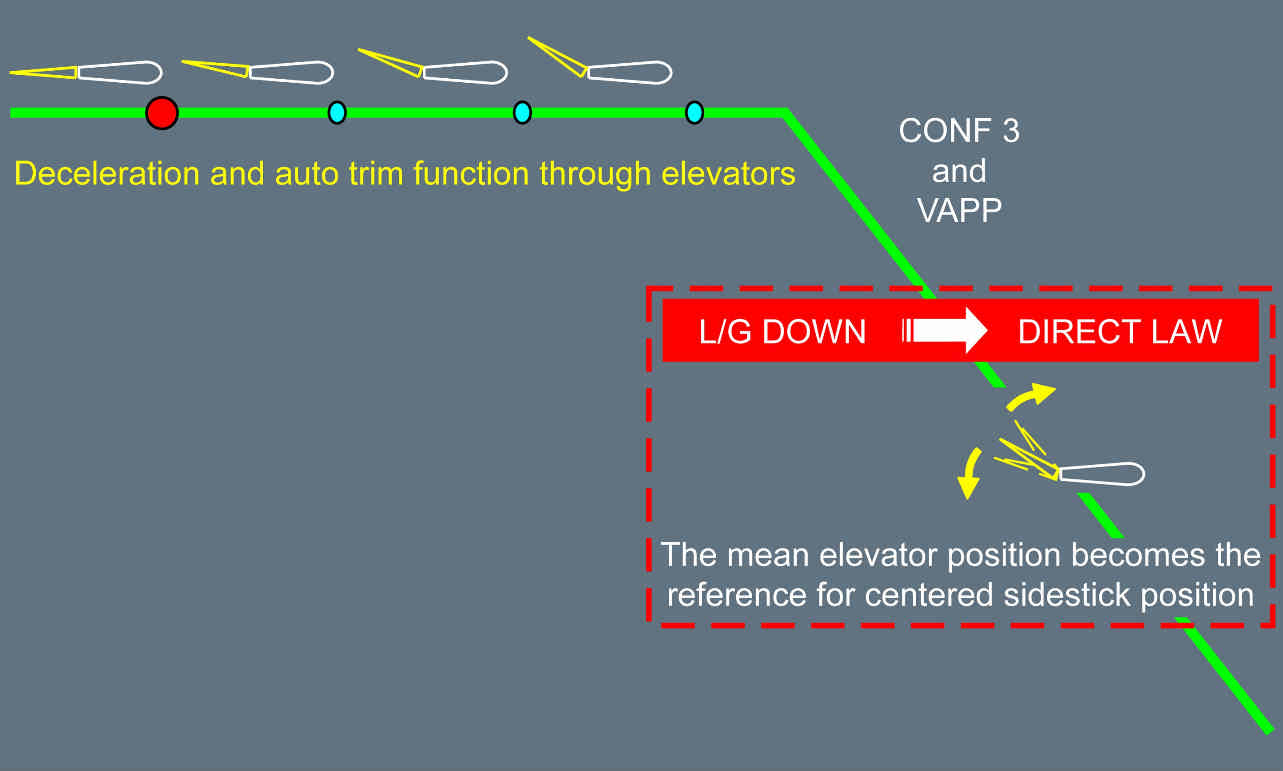 Deceleration and auto trim function through elevators
CONF 3
and
VAPP
L/G DOWN
DIRECT LAW
The mean elevator position becomes the
reference for centered sidestick position